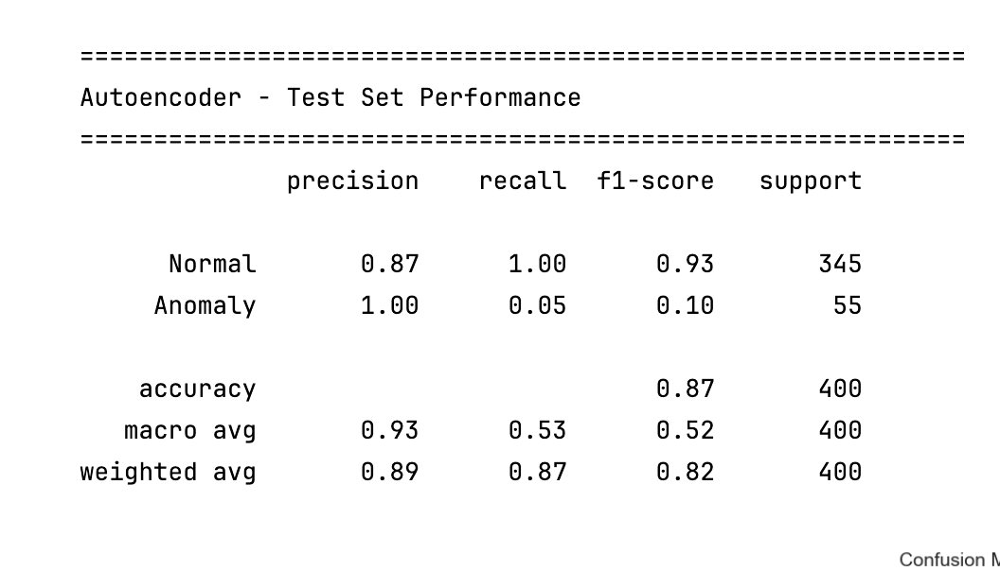 ============================================================
Autoencoder - Test Set Performance
============================================================
precision recall f1-score support
Normal 0.87 1.00 0.93 345
Anomaly 1.00 0.05 0.10 55
accuracy 0.87 400
macro avg 0.93 0.53 0.52 400
weighted avg 0.89 0.87 0.82 400
Confusion M